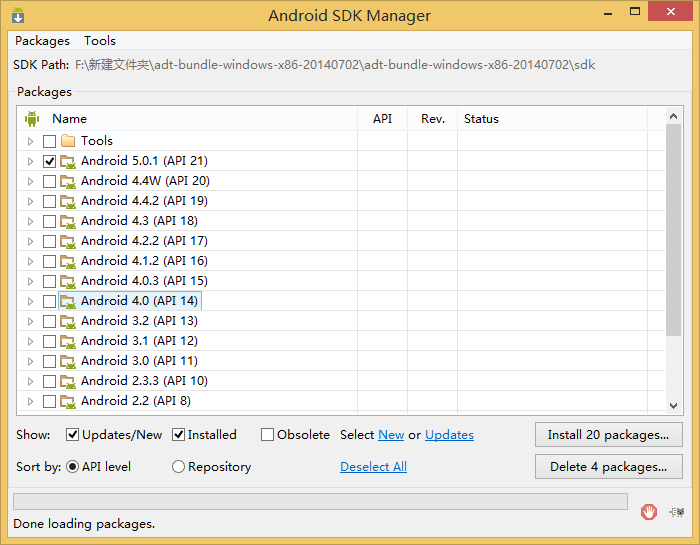 Android SDK Manager
Packages Tools
SDK Path: F:\新建文件夹\adt-bundle-windows-x86-20140702\adt-bundle-windows-x86-20140702\sdk
Packages
Name API Rev. Status
Tools
Android 5.0.1 (API 21)
Android 4.4W (API 20)
Android 4.4.2 (API 19)
Android 4.3 (API 18)
Android 4.2.2 (API 17)
Android 4.1.2 (API 16)
Android 4.0.3 (API 15)
Android 4.0 (API 14)
Android 3.2 (API 13)
Android 3.1 (API 12)
Android 3.0 (API 11)
Android 2.3.3 (API 10)
Android 2.2 (API 8)
Show: Updates/New Installed Obsolete Select New or Updates Install 20 packages...
Sort by: API level Repository Deselect All Delete 4 packages...
Done loading packages.